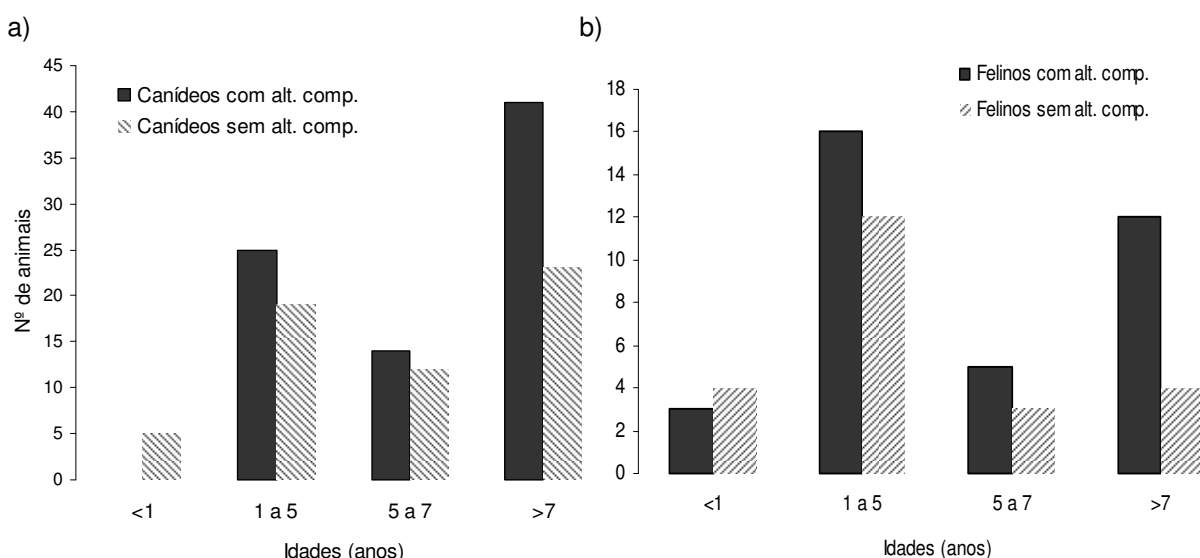 a)
45
40
35
30
25
20
15
10
5
0
Nº de animais
Canídeos com alt. comp.
Canídeos sem alt. comp.
<1
1 a 5
5 a 7
>7
Idades (anos)
b)
18
16
14
12
10
8
6
4
2
0
Felinos com alt. comp.
Felinos sem alt. comp.
<1
1 a 5
5 a 7
>7
Idades (anos)